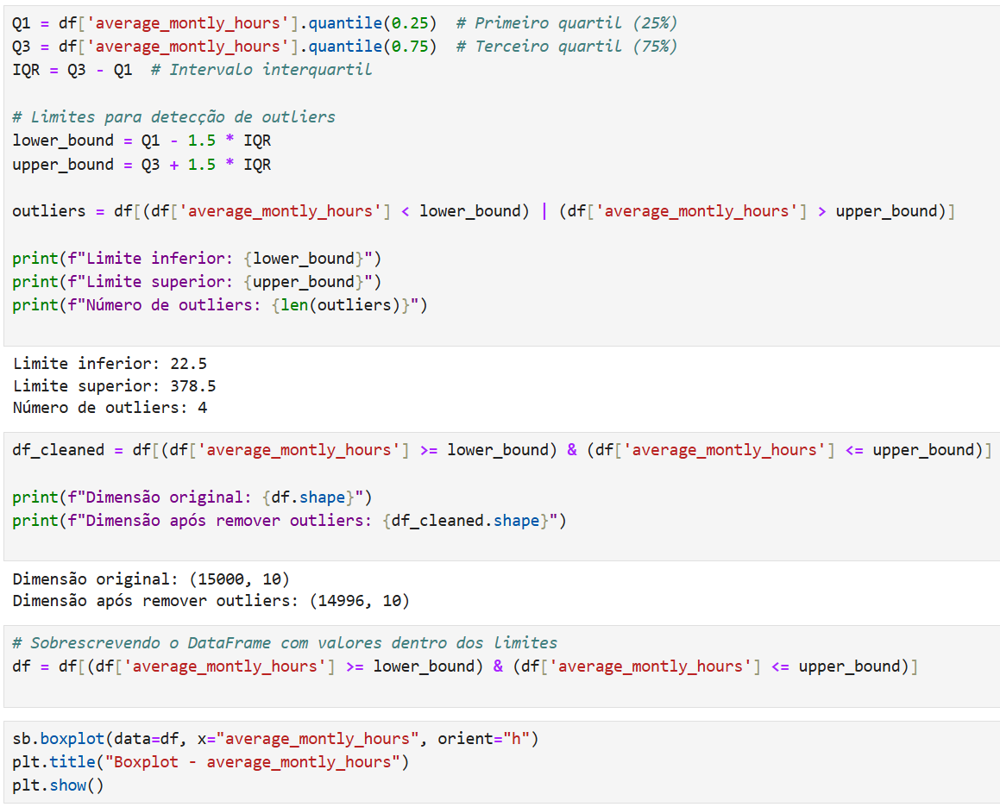 Q1 = df['average_montly_hours'].quantile(0.25)  # Primeiro quartil (25%)
Q3 = df['average_montly_hours'].quantile(0.75)  # Terceiro quartil (75%)
IQR = Q3 - Q1  # Intervalo interquartil
# Limites para detecção de outliers
lower_bound = Q1 - 1.5 * IQR
upper_bound = Q3 + 1.5 * IQR
outliers = df[(df['average_montly_hours'] < lower_bound) | (df['average_montly_hours'] > upper_bound)]
print(f"Limite inferior: {lower_bound}")
print(f"Limite superior: {upper_bound}")
print(f"Número de outliers: {len(outliers)}")
Limite inferior: 22.5
Limite superior: 378.5
Número de outliers: 4
df_cleaned = df[(df['average_montly_hours'] >= lower_bound) & (df['average_montly_hours'] <= upper_bound)]
print(f"Dimensão original: {df.shape}")
print(f"Dimensão após remover outliers: {df_cleaned.shape}")
Dimensão original: (15000, 10)
Dimensão após remover outliers: (14996, 10)
# Sobrescrevendo o DataFrame com valores dentro dos limites
df = df[(df['average_montly_hours'] >= lower_bound) & (df['average_montly_hours'] <= upper_bound)]
sb.boxplot(data=df, x="average_montly_hours", orient="h")
plt.title("Boxplot - average_montly_hours")
plt.show()